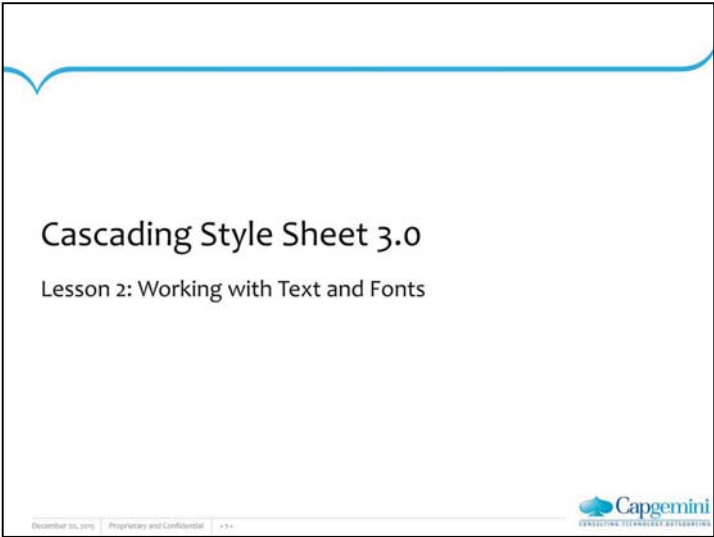 Cascading Style Sheet 3.0
Lesson 2: Working with Text and Fonts
December 20, 2015 Proprietary and Confidential - 1 -
Capgemini
CONSULTING.TECHNOLOGY.OUTSOURCING